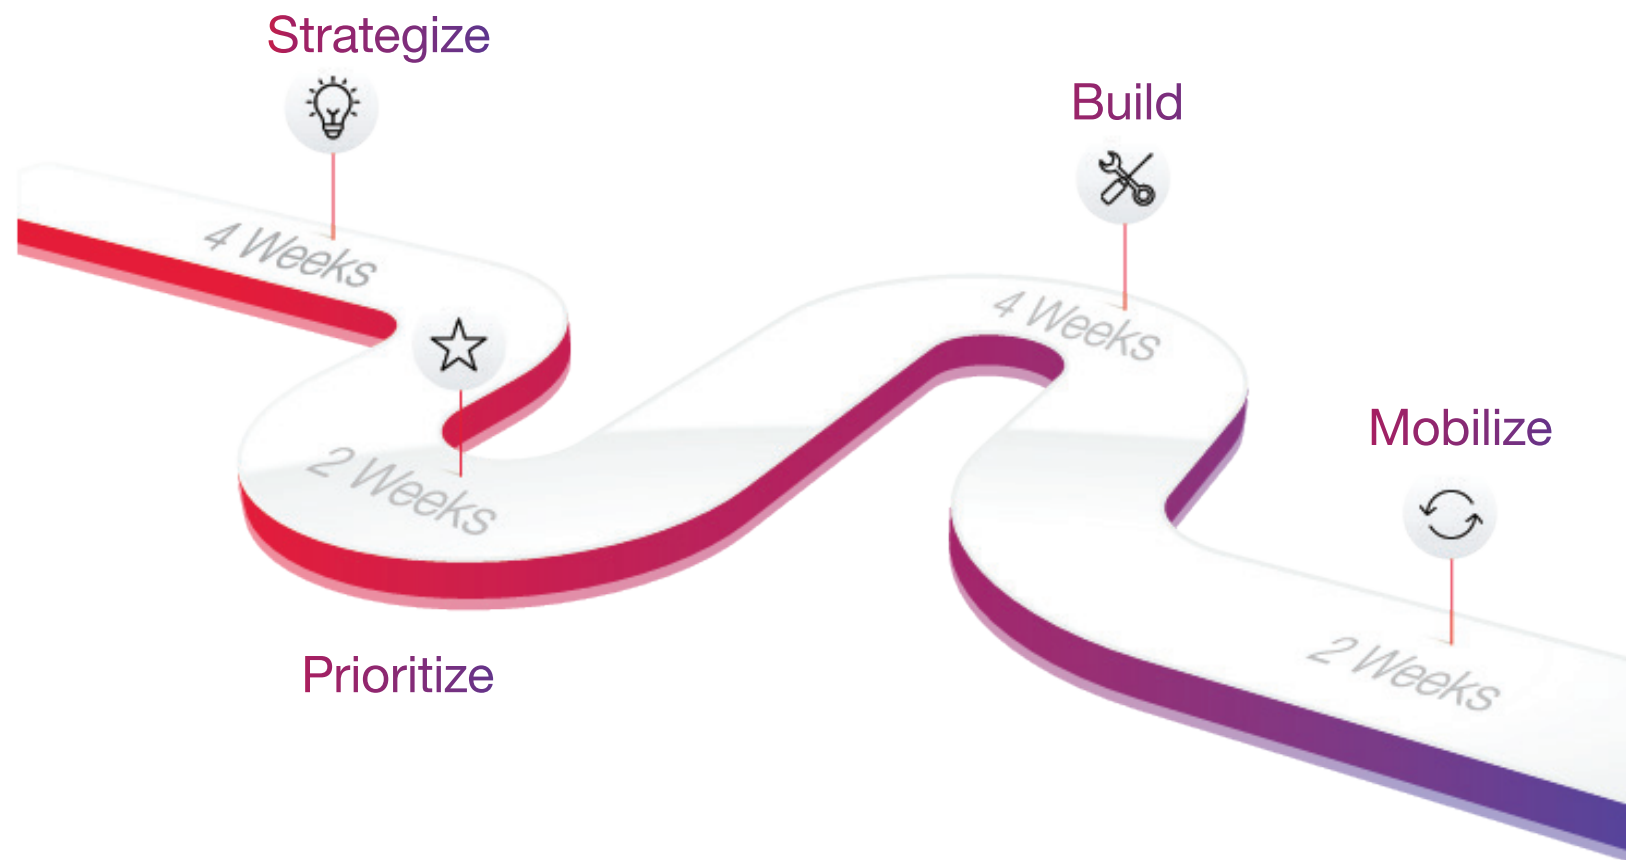 Strategize
4 Weeks
2 Weeks
Prioritize
Build
4 Weeks
Mobilize
2 Weeks